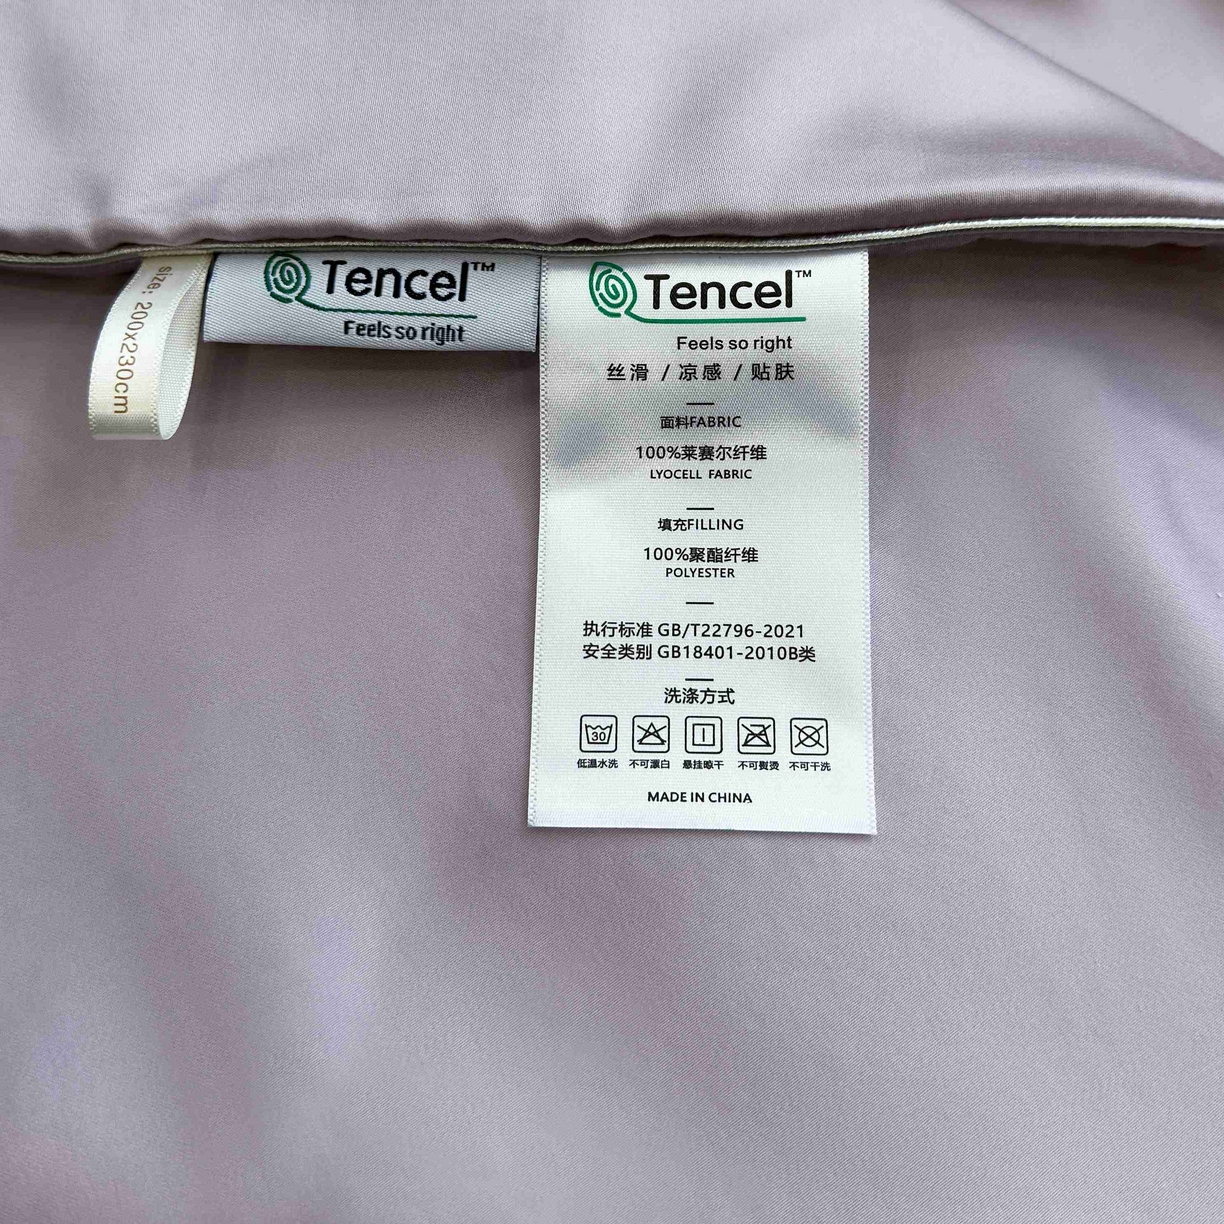 size: 200x230cm
Tencel™
Feels so right
Tencel™
Feels so right
丝滑 / 凉感 / 贴肤
面料FABRIC
100%莱赛尔纤维
LYOCELL FABRIC
填充FILLING
100%聚酯纤维
POLYESTER
执行标准 GB/T22796-2021
安全类别 GB18401-2010B类
洗涤方式
30
低温水洗 不可漂白 悬挂晾干 不可熨烫 不可干洗
MADE IN CHINA